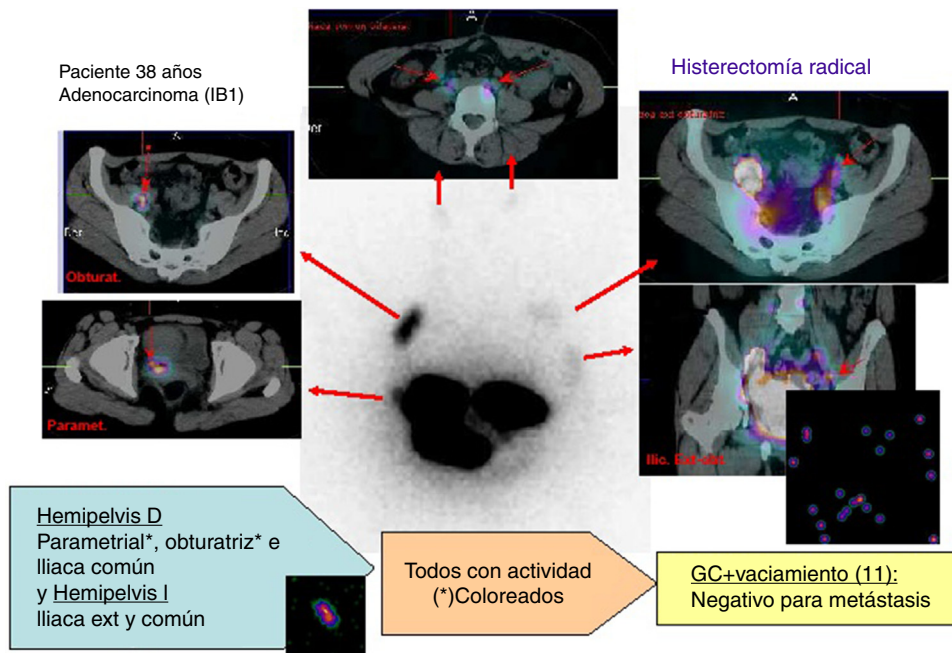 Paciente 38 años
Adenocarcinoma (IB1)
A
Histerectomía radical
A
Obturat.
Paramet.
Ilic. Ext-obt
Hemipelvis D
Parametrial*, obturatriz* e
Iliaca común
y Hemipelvis I
Iliaca ext y común
Todos con actividad
(*)Coloreados
GC+vaciamiento (11):
Negativo para metástasis